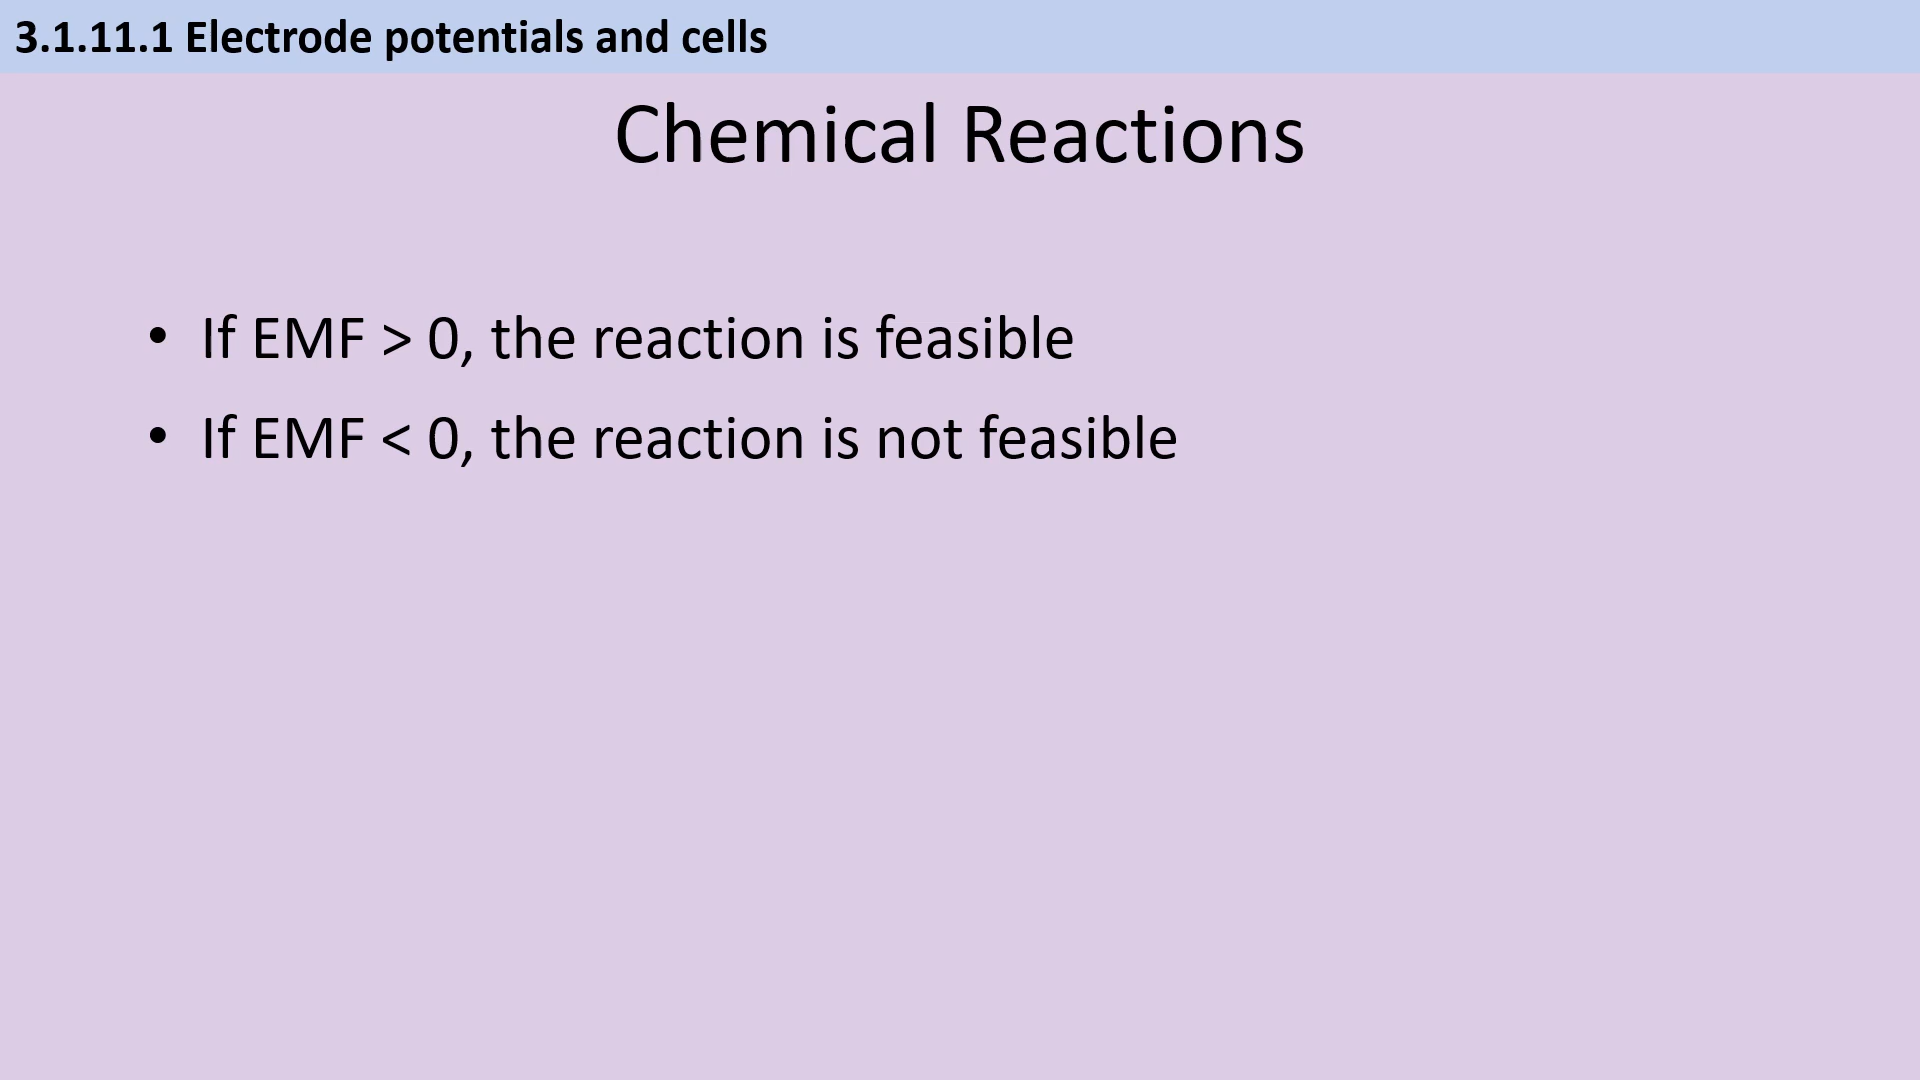 3.1.11.1 Electrode potentials and cells
Chemical Reactions
• If EMF > 0, the reaction is feasible
• If EMF < 0, the reaction is not feasible